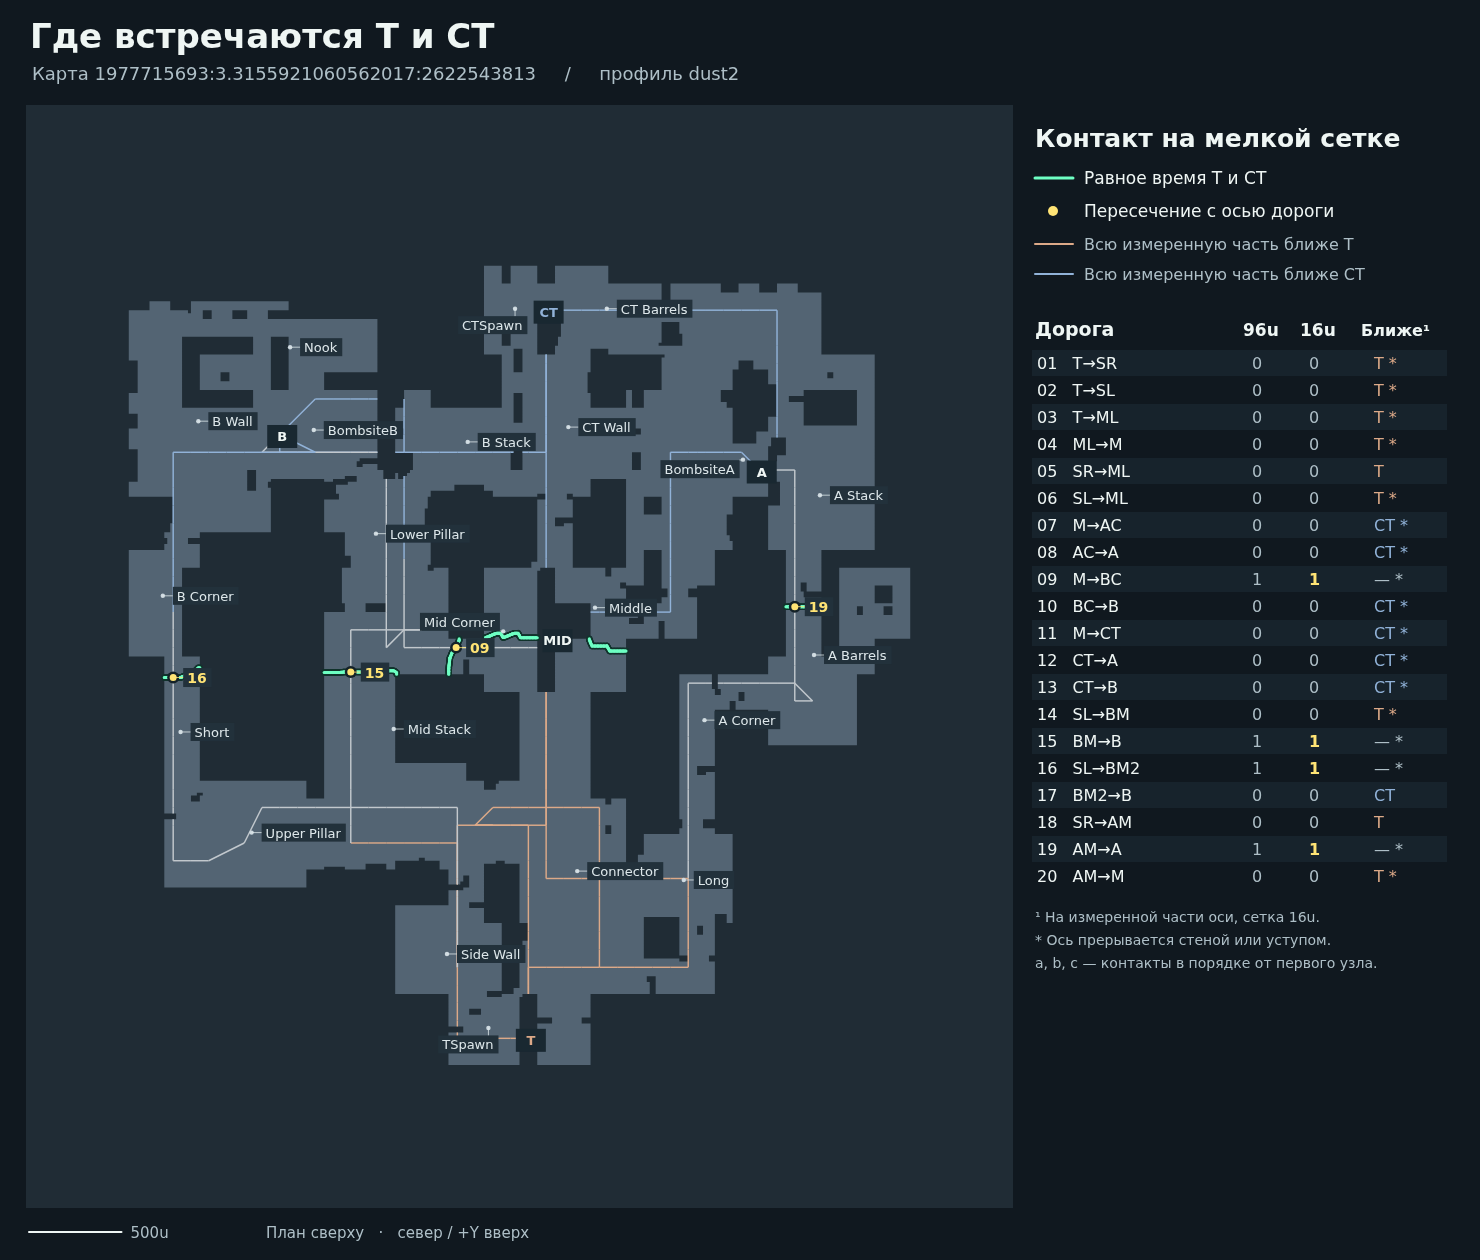 Где встречаются Т и СТ
Карта 1977715693:3.3155921060562017:2622543813 / профиль dust2
CTSpawn
CT
CT Barrels
Nook
B Wall
B
BombsiteB
B Stack
CT Wall
BombsiteA
A
A Stack
Lower Pillar
B Corner
Mid Corner
Middle
19
MID
09
A Barrels
16
15
Short
Mid Stack
A Corner
Upper Pillar
Connector
Long
Side Wall
TSpawn
T
500u
План сверху · север / +Y вверх
Контакт на мелкой сетке
Равное время Т и СТ
Пересечение с осью дороги
Всю измеренную часть ближе Т
Всю измеренную часть ближе СТ
Дорога 96u 16u Ближе¹
01 T→SR 0 0 T *
02 T→SL 0 0 T *
03 T→ML 0 0 T *
04 ML→M 0 0 T *
05 SR→ML 0 0 T
06 SL→ML 0 0 T *
07 M→AC 0 0 CT *
08 AC→A 0 0 CT *
09 M→BC 1 1 — *
10 BC→B 0 0 CT *
11 M→CT 0 0 CT *
12 CT→A 0 0 CT *
13 CT→B 0 0 CT *
14 SL→BM 0 0 T *
15 BM→B 1 1 — *
16 SL→BM2 1 1 — *
17 BM2→B 0 0 CT
18 SR→AM 0 0 T
19 AM→A 1 1 — *
20 AM→M 0 0 T *
¹ На измеренной части оси, сетка 16u.
* Ось прерывается стеной или уступом.
a, b, c — контакты в порядке от первого узла.